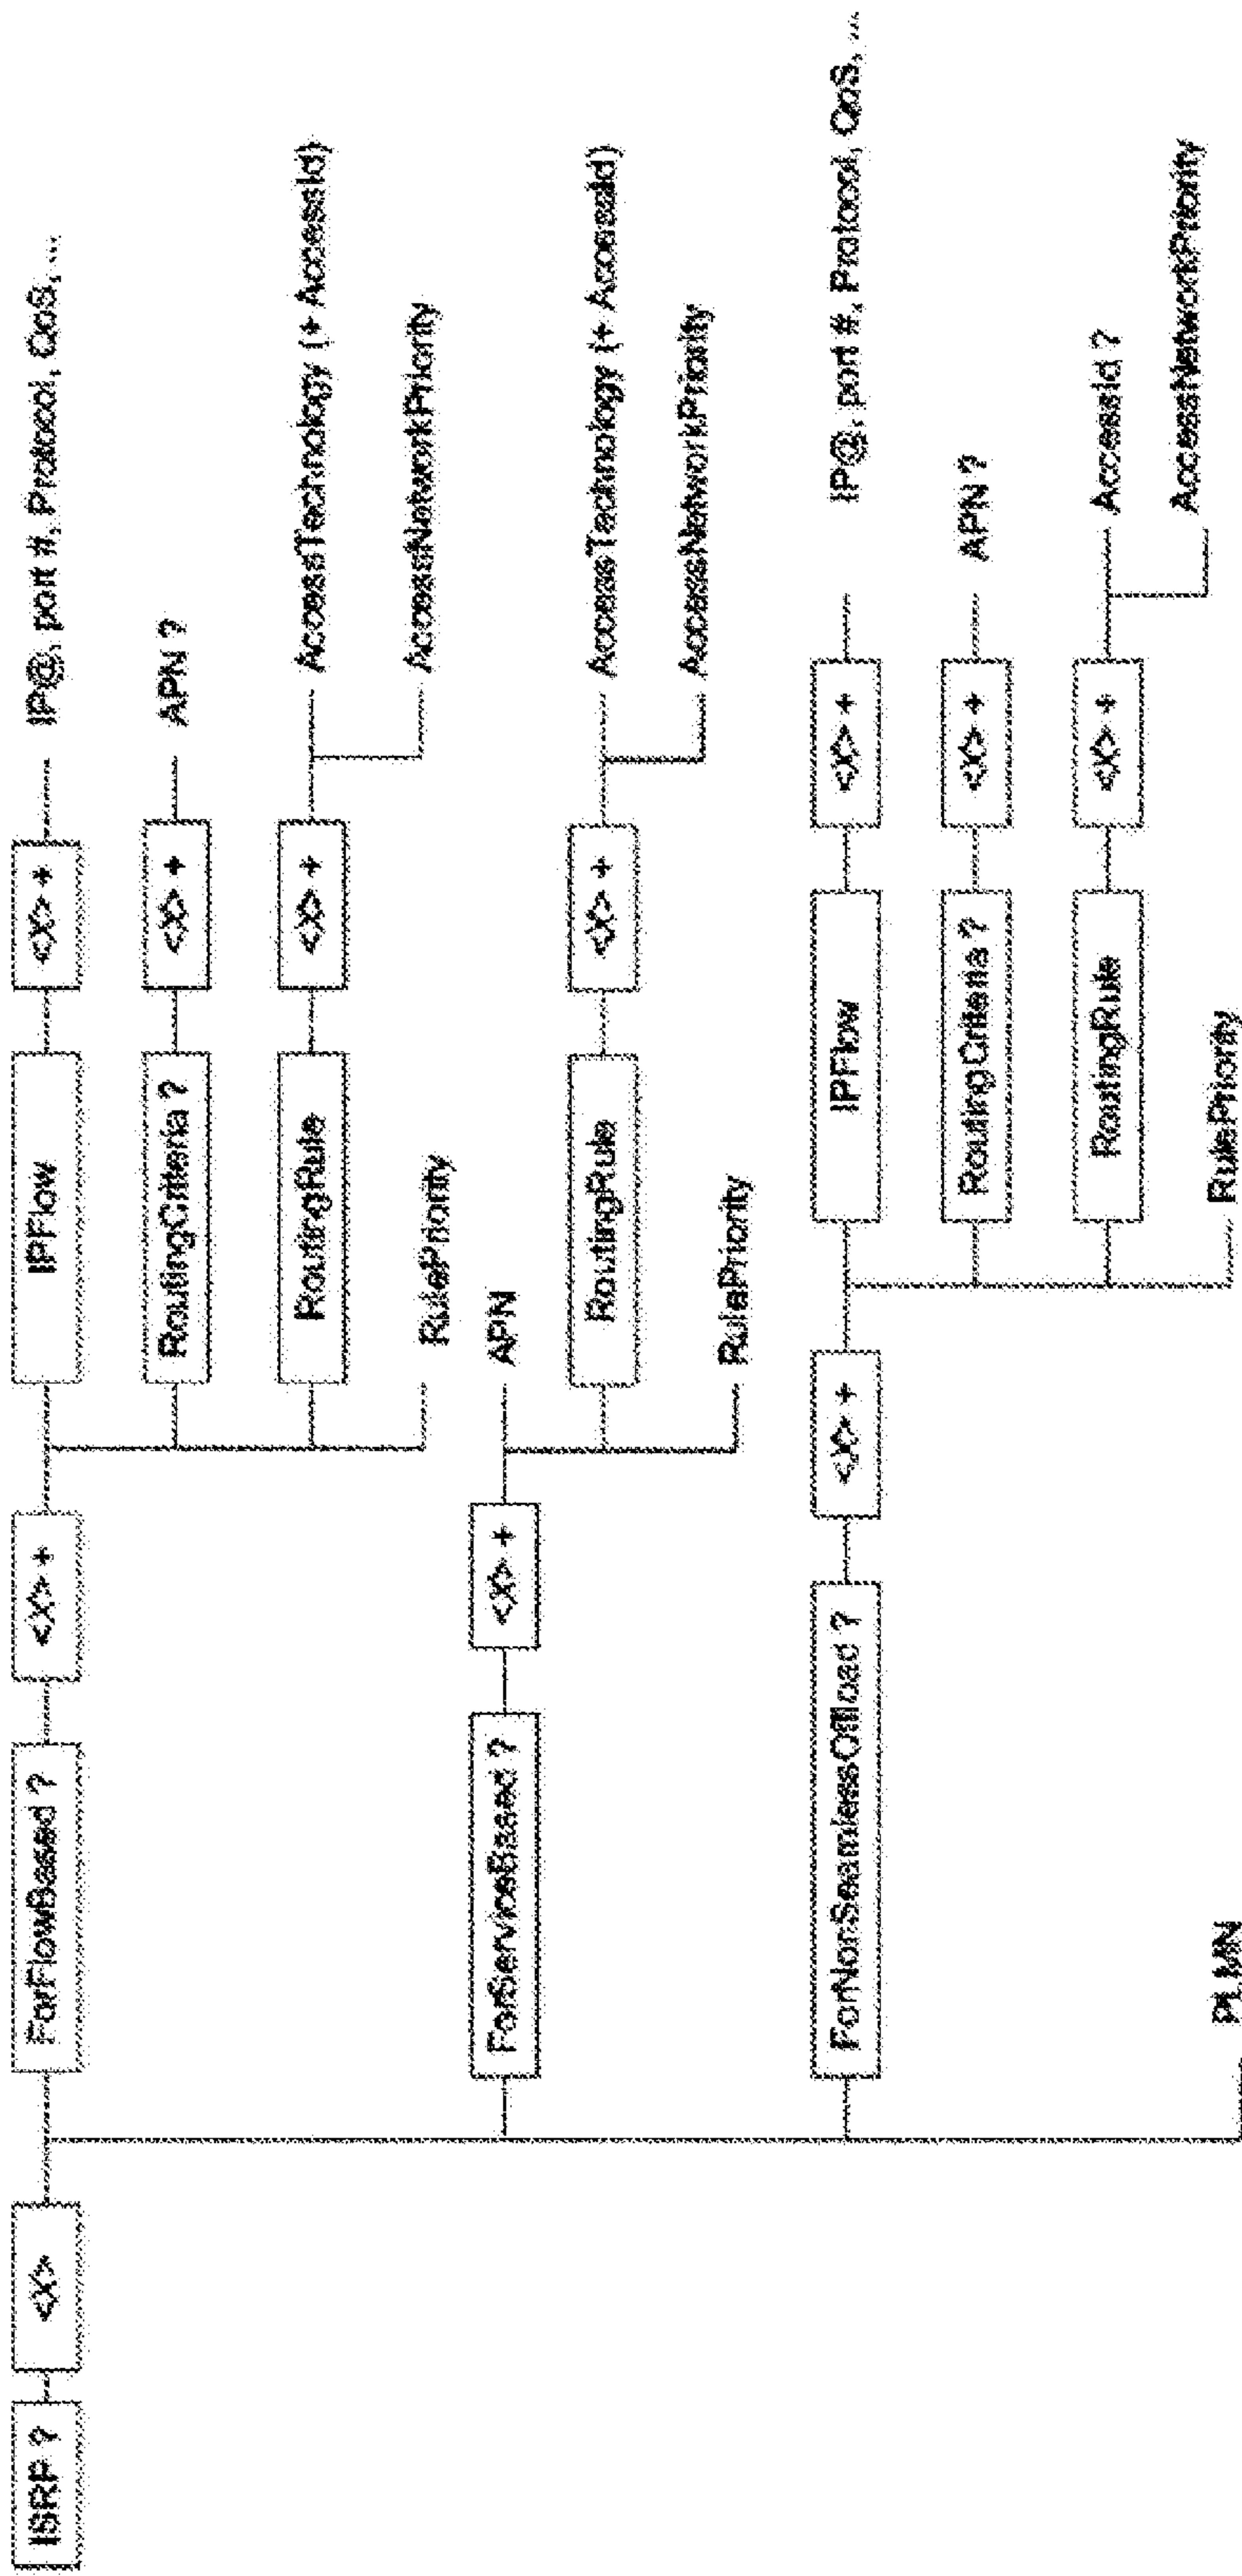 ISRP ?
<X>
ForFlowBased ?
<X> +
IPFlow
<X> +
IP@, port #, Protocol, QoS, ...
RoutingCriteria ?
<X> +
APN ?
RoutingRule
<X> +
AccessTechnology (+ AccessId)
AccessNetworkPriority
RulePriority
ForServiceBased ?
<X> +
APN
RoutingRule
<X> +
AccessTechnology (+ AccessId)
AccessNetworkPriority
RulePriority
ForNonSeamlessOffload ?
<X> +
IPFlow
<X> +
IP@, port #, Protocol, QoS, ...
RoutingCriteria ?
<X> +
APN ?
RoutingRule
<X> +
AccessId ?
AccessNetworkPriority
RulePriority
PLMN